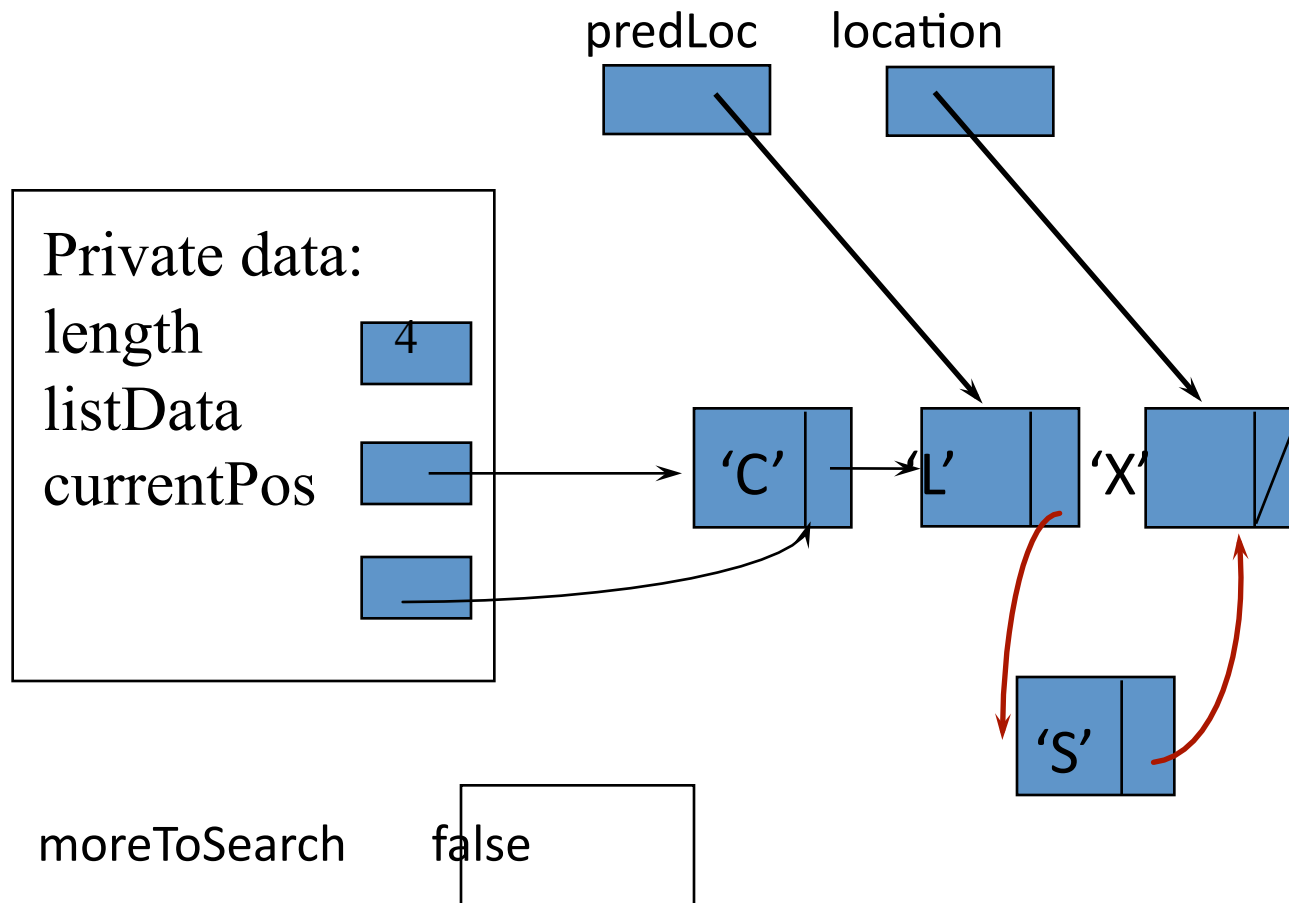 predLoc location
Private data:
length 4
listData
currentPos
‘C’ ‘L’ ‘X’
‘S’
moreToSearch false